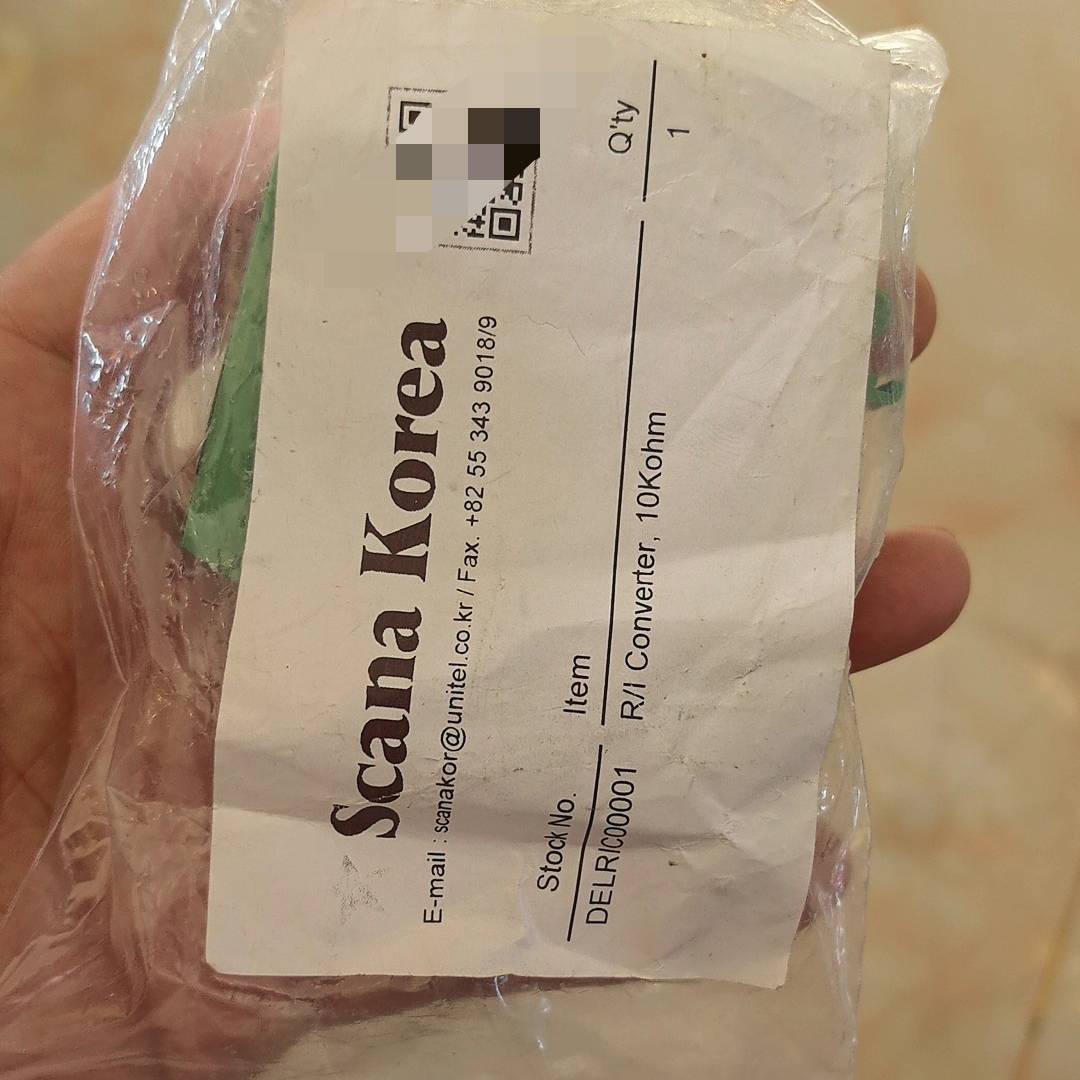 Scana Korea
E-mail : scanakor@unitel.co.kr / Fax. +82 55 343 9018/9
Stock No. Item Q'ty
DELRIC00001 R/I Converter, 10Kohm 1